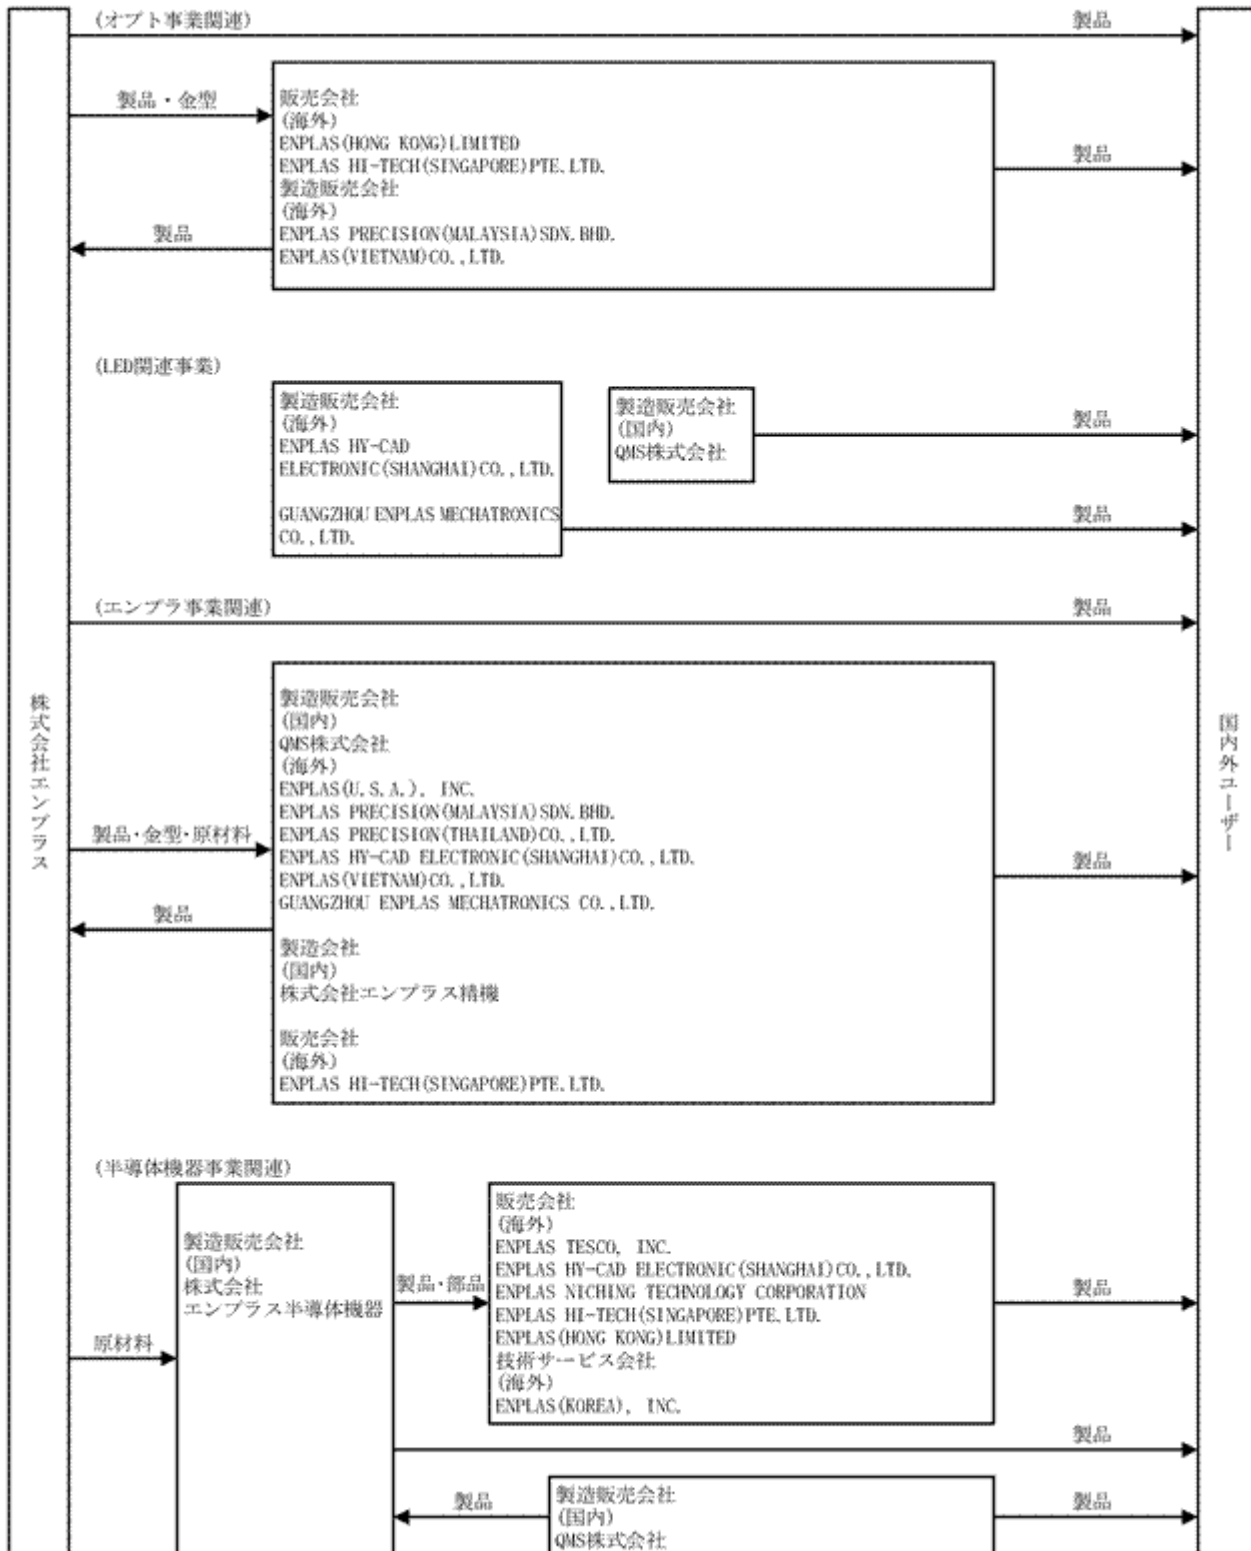 (オプト事業関連)
製品
製品・金型
販売会社
(海外)
ENPLAS(HONG KONG)LIMITED
ENPLAS HI-TECH(SINGAPORE)PTE.LTD.
製造販売会社
(海外)
ENPLAS PRECISION(MALAYSIA)SDN.BHD.
ENPLAS(VIETNAM)CO.,LTD.
製品
製品
(LED関連事業)
製造販売会社
(海外)
ENPLAS HY-CAD
ELECTRONIC(SHANGHAI)CO.,LTD.
GUANGZHOU ENPLAS MECHATRONICS
CO.,LTD.
製造販売会社
(国内)
QMS株式会社
製品
製品
(エンプラ事業関連)
製品
株式会社エンプラス
国内外ユーザー
製品・金型・原材料
製品
製造販売会社
(国内)
QMS株式会社
(海外)
ENPLAS(U.S.A.), INC.
ENPLAS PRECISION(MALAYSIA)SDN.BHD.
ENPLAS PRECISION(THAILAND)CO.,LTD.
ENPLAS HY-CAD ELECTRONIC(SHANGHAI)CO.,LTD.
ENPLAS(VIETNAM)CO.,LTD.
GUANGZHOU ENPLAS MECHATRONICS CO.,LTD.
製造会社
(国内)
株式会社エンプラス精機
販売会社
(海外)
ENPLAS HI-TECH(SINGAPORE)PTE.LTD.
製品
(半導体機器事業関連)
原材料
製造販売会社
(国内)
株式会社
エンプラス半導体機器
製品・部品
販売会社
(海外)
ENPLAS TESCO, INC.
ENPLAS HY-CAD ELECTRONIC(SHANGHAI)CO.,LTD.
ENPLAS NICHING TECHNOLOGY CORPORATION
ENPLAS HI-TECH(SINGAPORE)PTE.LTD.
ENPLAS(HONG KONG)LIMITED
技術サービス会社
(海外)
ENPLAS(KOREA), INC.
製品
製品
製品
製造販売会社
(国内)
QMS株式会社
製品